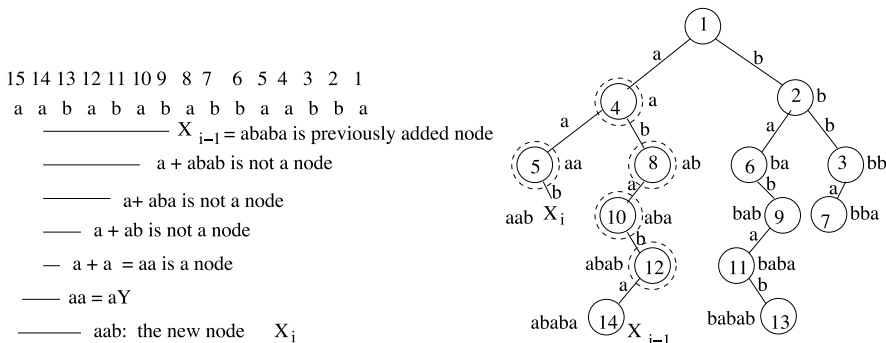 15 14 13 12 11 10 9 8 7 6 5 4 3 2 1
a a b a b a b a b b a a b b a
X i–1 = ababa is previously added node
a + abab is not a node
a+ aba is not a node
a + ab is not a node
a + a = aa is a node
aa = aY
aab: the new node X i
1
a b
4 a 2 b
a b a b
5 aa 8 ab 6 ba 3 bb
b a b a
aab X i 10 aba bab 9 7 bba
b a
abab 12 11 baba
a b
ababa 14 X i–1 babab 13